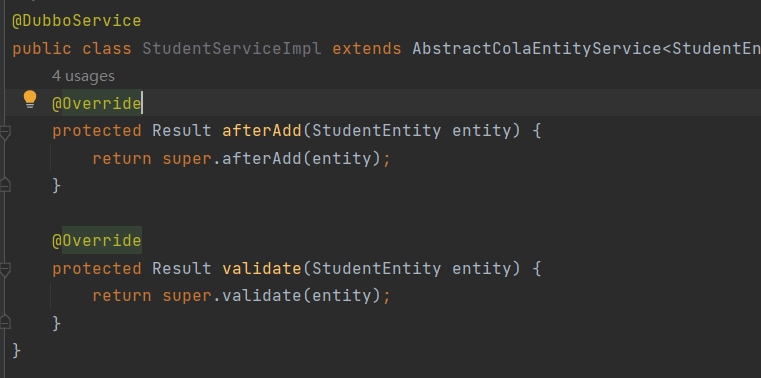 @DubboService
public class StudentServiceImpl extends AbstractColaEntityService<StudentEn
4 usages
@Override
protected Result afterAdd(StudentEntity entity) {
return super.afterAdd(entity);
}
@Override
protected Result validate(StudentEntity entity) {
return super.validate(entity);
}
}